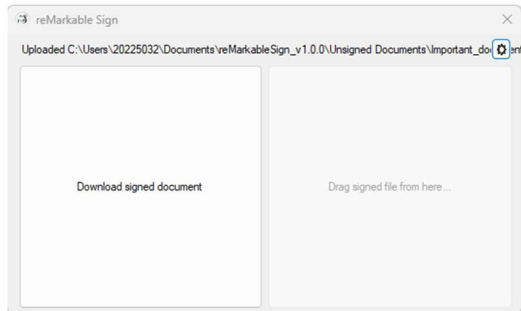 reMarkable Sign
Uploaded C:\Users\20225032\Documents\reMarkableSign_v1.0.0\Unsigned Documents\Important_do
Download signed document
Drag signed file from here...